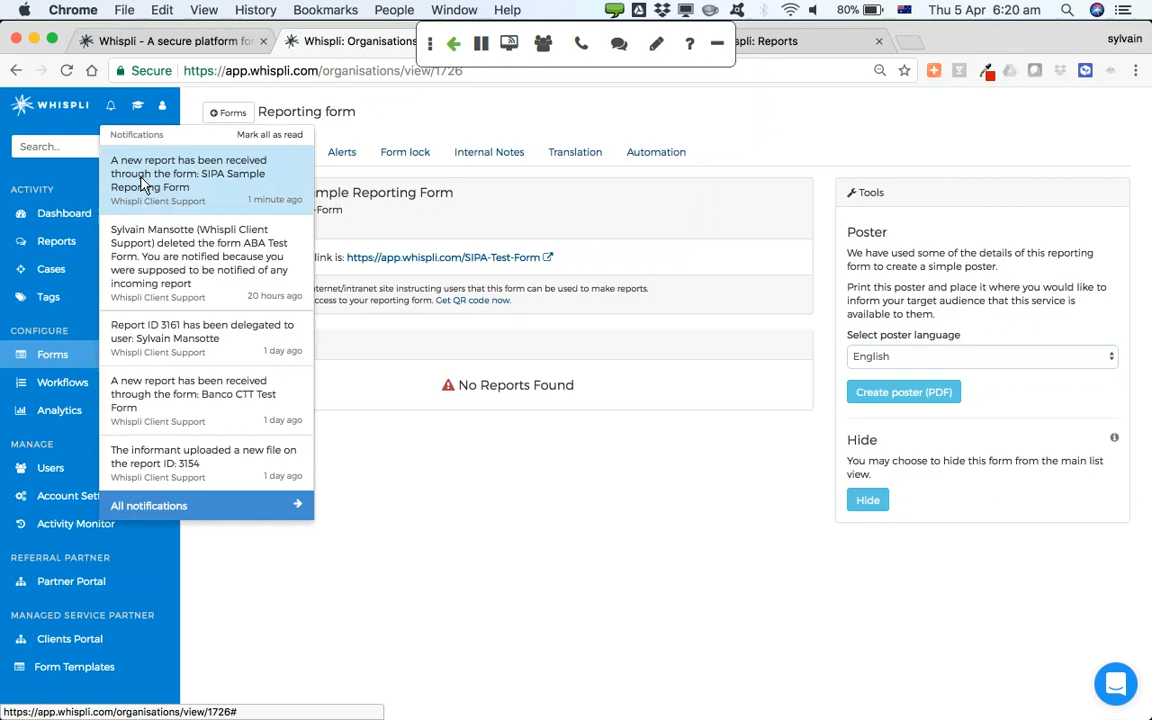 Chrome File Edit View History Bookmarks People Window Help 80% Thu 5 Apr 6:20 am
Whispli - A secure platform for
Whispli: Organisations
spli: Reports
sylvain
Secure https://app.whispli.com/organisations/view/1726
WHISPLI
Forms Reporting form
Notifications Mark all as read
Search...
Alerts Form lock Internal Notes Translation Automation
A new report has been received
through the form: SIPA Sample
Reporting Form
Whispli Client Support 1 minute ago
ACTIVITY
Dashboard
Reports
Cases
Tags
CONFIGURE
Forms
Workflows
Analytics
MANAGE
Users
Account Sett
Activity Monitor
REFERRAL PARTNER
Partner Portal
MANAGED SERVICE PARTNER
Clients Portal
Form Templates
Sylvain Mansotte (Whispli Client
Support) deleted the form ABA Test
Form. You are notified because you
were supposed to be notified of any
incoming report
Whispli Client Support 20 hours ago
Report ID 3161 has been delegated to
user: Sylvain Mansotte
Whispli Client Support 1 day ago
A new report has been received
through the form: Banco CTT Test
Form
Whispli Client Support 1 day ago
The informant uploaded a new file on
the report ID: 3154
Whispli Client Support 1 day ago
All notifications
mple Reporting Form
-Form
link is: https://app.whispli.com/SIPA-Test-Form
nternet/intranet site instructing users that this form can be used to make reports.
ccess to your reporting form. Get QR code now.
No Reports Found
Tools
Poster
We have used some of the details of this reporting
form to create a simple poster.
Print this poster and place it where you would like to
inform your target audience that this service is
available to them.
Select poster language
English
Create poster (PDF)
Hide
You may choose to hide this form from the main list
view.
Hide
https://app.whispli.com/organisations/view/1726#